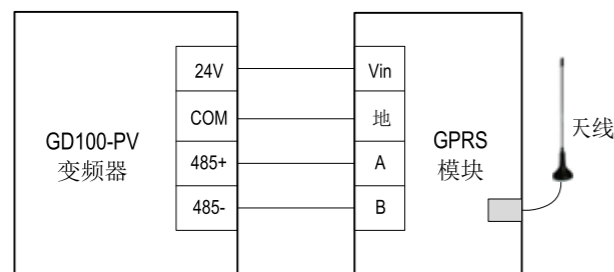 24V
Vin
COM
地
GD100-PV
变频器
485+
A
GPRS
模块
485-
B
天线